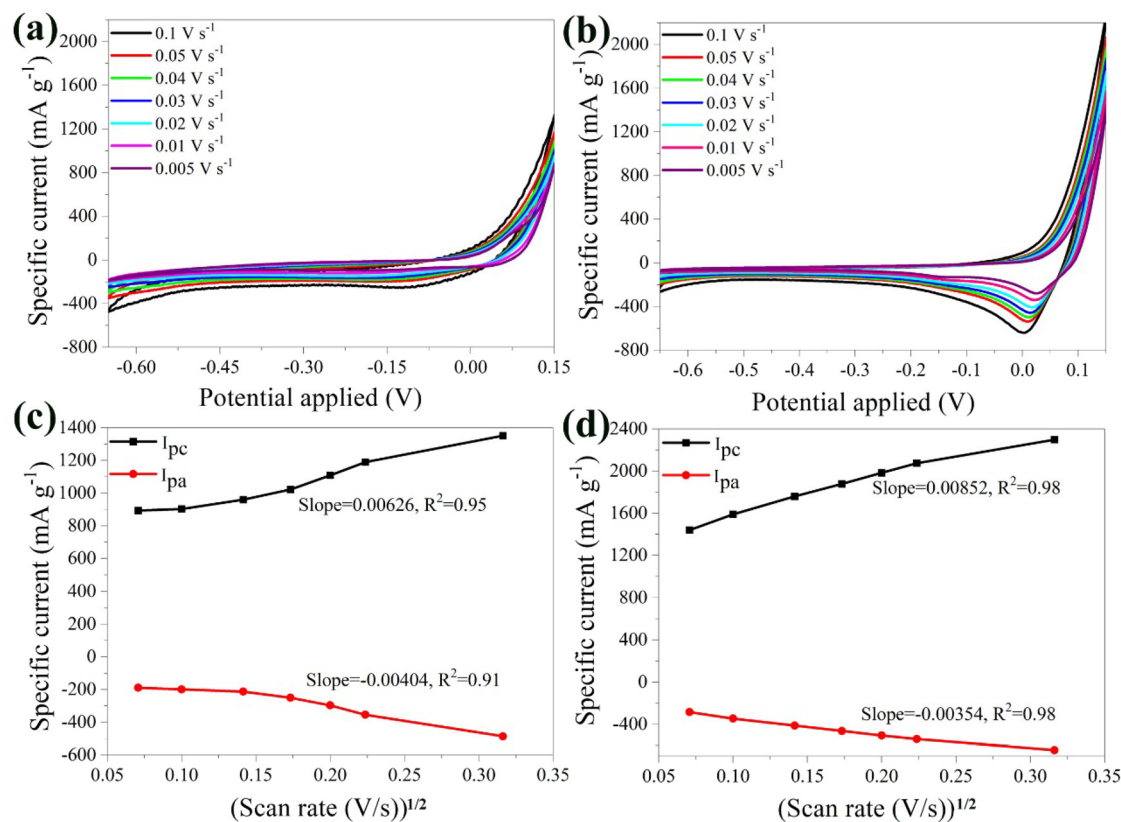 (a)
0.1 V s-1
0.05 V s-1
0.04 V s-1
0.03 V s-1
0.02 V s-1
0.01 V s-1
0.005 V s-1
2000
1600
1200
800
400
0
-400
-800
Specific current (mA g-1)
-0.60
-0.45
-0.30
-0.15
0.00
0.15
Potential applied (V)
(b)
0.1 V s-1
0.05 V s-1
0.04 V s-1
0.03 V s-1
0.02 V s-1
0.01 V s-1
0.005 V s-1
2000
1600
1200
800
400
0
-400
-800
Specific current (mA g-1)
-0.6
-0.5
-0.4
-0.3
-0.2
-0.1
0.0
0.1
Potential applied (V)
(c)
Ipc
Ipa
1400
1200
1000
800
600
400
200
0
-200
-400
-600
Specific current (mA g-1)
Slope=0.00626, R2=0.95
Slope=-0.00404, R2=0.91
0.05
0.10
0.15
0.20
0.25
0.30
0.35
(Scan rate (V/s))1/2
(d)
Ipc
Ipa
2400
2000
1600
1200
800
400
0
-400
Specific current (mA g-1)
Slope=0.00852, R2=0.98
Slope=-0.00354, R2=0.98
0.05
0.10
0.15
0.20
0.25
0.30
0.35
(Scan rate (V/s))1/2